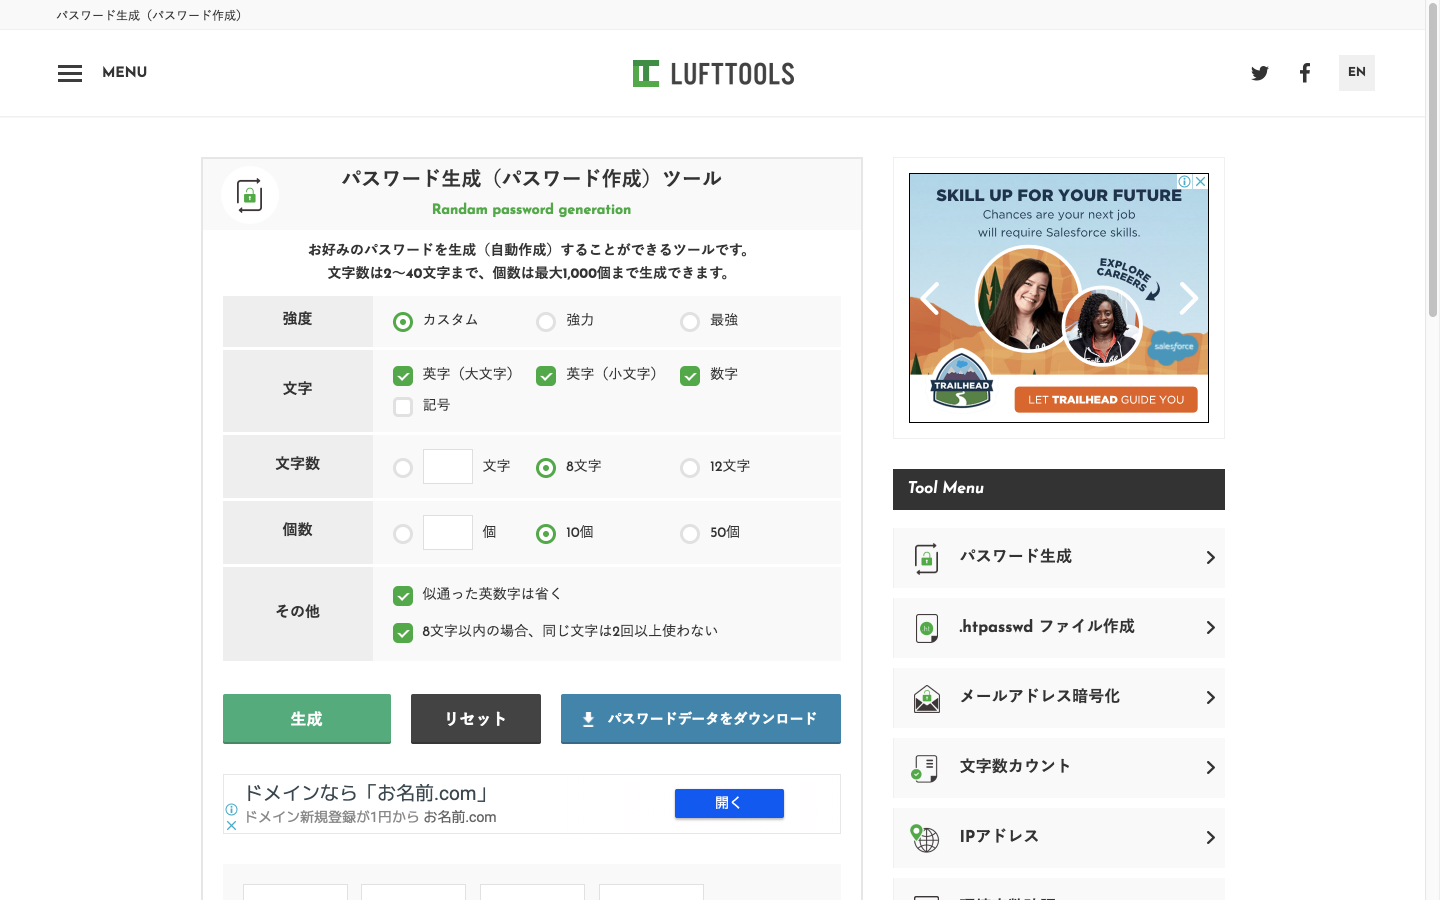 パスワード生成（パスワード作成）
MENU
LUFTTOOLS
EN
パスワード生成（パスワード作成）ツール
Randam password generation
お好みのパスワードを生成（自動作成）することができるツールです。
文字数は2〜40文字まで、個数は最大1,000個まで生成できます。
強度
カスタム
強力
最強
文字
英字（大文字）
英字（小文字）
数字
記号
文字数
文字
8文字
12文字
個数
個
10個
50個
その他
似通った英数字は省く
8文字以内の場合、同じ文字は2回以上使わない
生成
リセット
パスワードデータをダウンロード
ドメインなら「お名前.com」
ドメイン新規登録が1円から お名前.com
開く
SKILL UP FOR YOUR FUTURE
Chances are your next job
will require Salesforce skills.
EXPLORE
CAREERS
salesforce
TRAILHEAD
LET TRAILHEAD GUIDE YOU
Tool Menu
パスワード生成
.htpasswd ファイル作成
メールアドレス暗号化
文字数カウント
IPアドレス